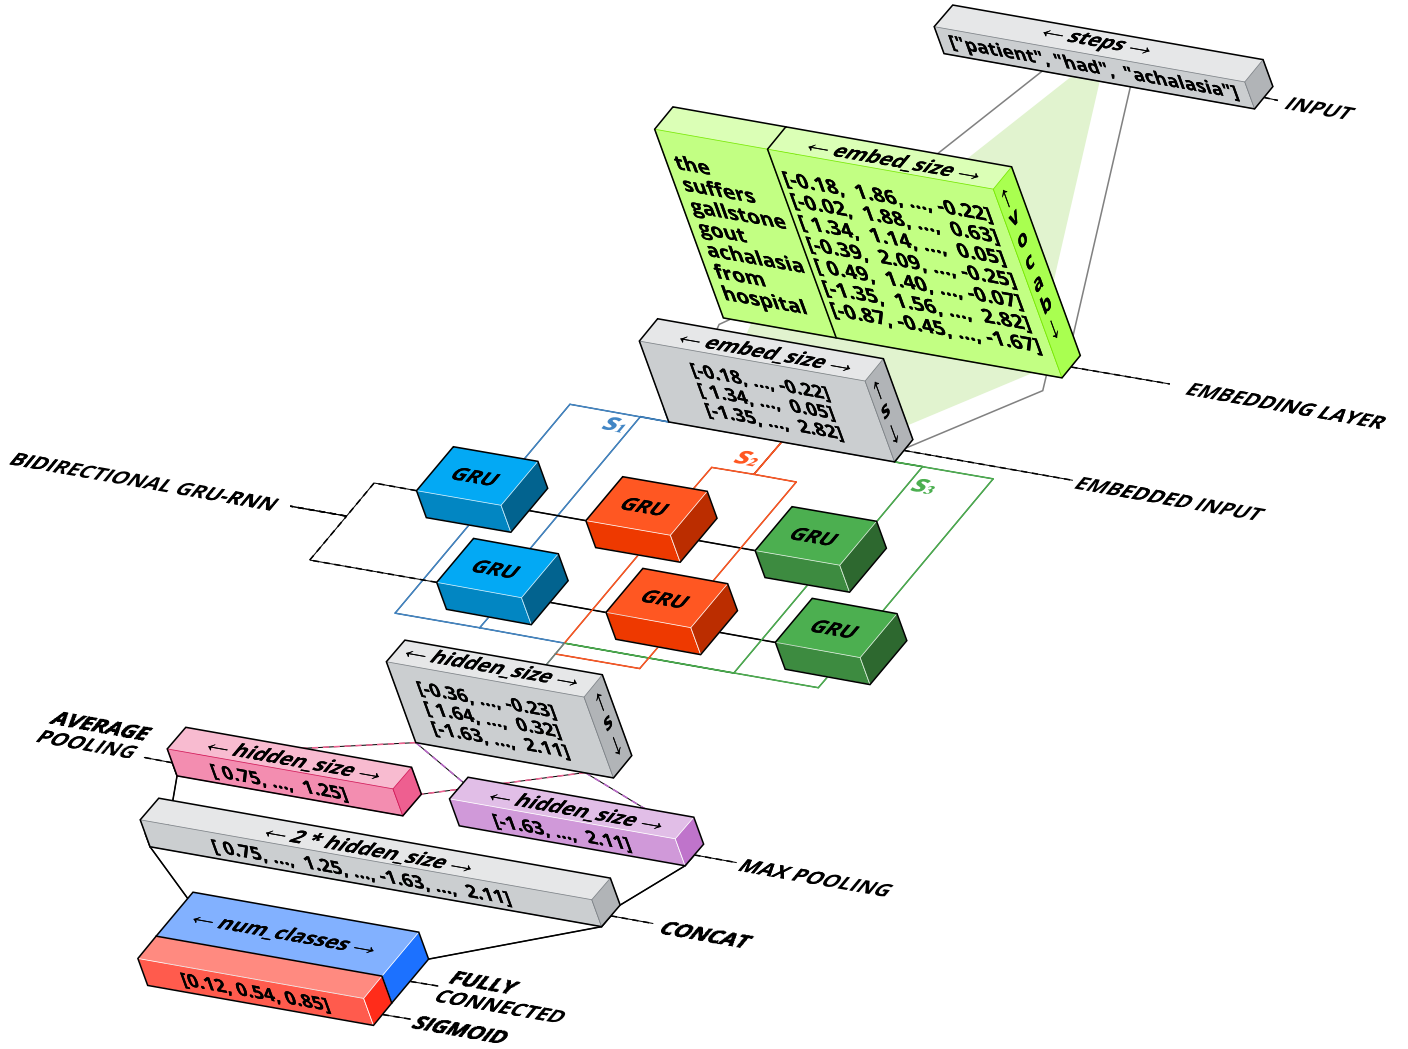 ← steps →
["patient","had", "achalasia"]
INPUT
← embed_size →
the [-0.18, 1.86, ..., -0.22]
suffers [-0.02, 1.88, ..., 0.63]
gallstone [ 1.34, 1.14, ..., 0.05]
gout [-0.39, 2.09, ..., -0.25]
achalasia [ 0.49, 1.40, ..., -0.07]
from [-1.35, 1.56, ..., 2.82]
hospital [-0.87, -0.45, ..., -1.67]
← vocab →
EMBEDDING LAYER
← embed_size →
[-0.18, ..., -0.22]
[ 1.34, ..., 0.05]
[-1.35, ..., 2.82]
← s →
EMBEDDED INPUT
S1
S2
S3
BIDIRECTIONAL GRU-RNN
GRU
GRU
GRU
GRU
GRU
GRU
← hidden_size →
[-0.36, ..., -0.23]
[ 1.64, ..., 0.32]
[-1.63, ..., 2.11]
← s →
AVERAGE
POOLING
← hidden_size →
[ 0.75, ..., 1.25]
← hidden_size →
[-1.63, ..., 2.11]
MAX POOLING
← 2 * hidden_size →
[ 0.75, ..., 1.25, ..., -1.63, ..., 2.11]
CONCAT
← num_classes →
FULLY
CONNECTED
[0.12, 0.54, 0.85]
SIGMOID